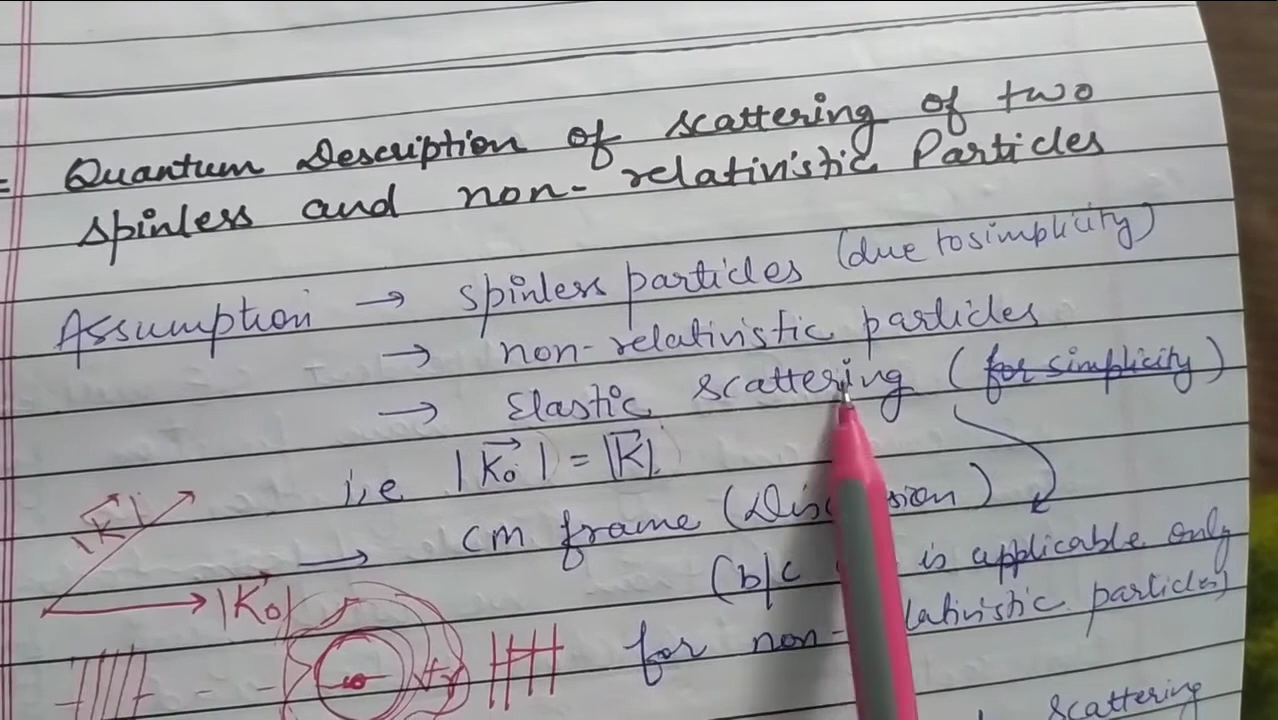 Quantum Description of scattering of two
spinless and non-relativistic Particles
Assumption → spinless particles (due to simplicity)
→ non-relativistic particles
→ Elastic scattering (for simplicity)
i.e |K₀| = |K|
→ CM frame (
(b/c is applicable only
for non- lativistic particles)
|K|
|K₀|
scattering